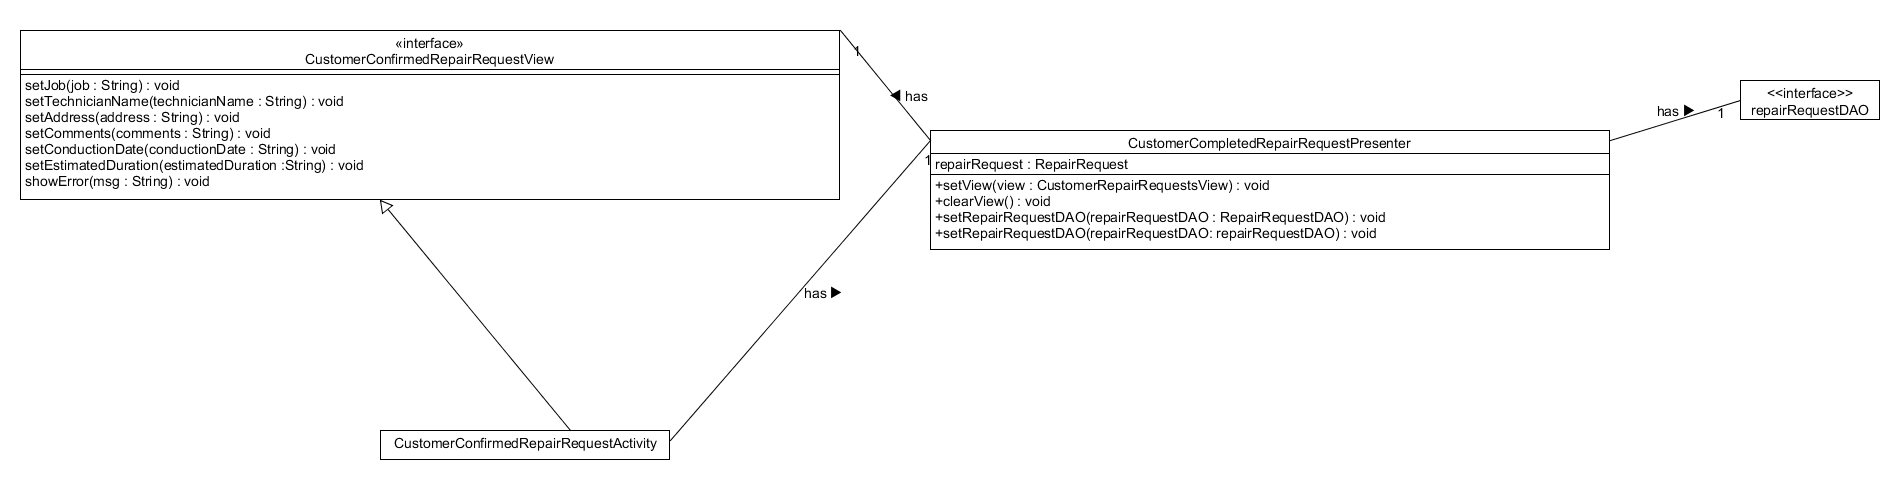 «interface»
CustomerConfirmedRepairRequestView
setJob(job : String) : void
setTechnicianName(technicianName : String) : void
setAddress(address : String) : void
setComments(comments : String) : void
setConductionDate(conductionDate : String) : void
setEstimatedDuration(estimatedDuration :String) : void
showError(msg : String) : void
1
◀ has
CustomerCompletedRepairRequestPresenter
1
repairRequest : RepairRequest
+setView(view : CustomerRepairRequestsView) : void
+clearView() : void
+setRepairRequestDAO(repairRequestDAO : RepairRequestDAO) : void
+setRepairRequestDAO(repairRequestDAO: repairRequestDAO) : void
has ▶
1
<<interface>>
repairRequestDAO
has ▶
CustomerConfirmedRepairRequestActivity